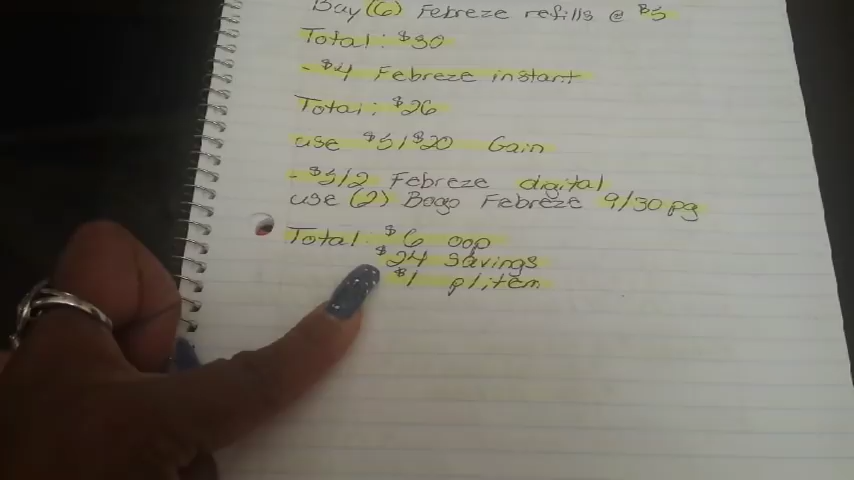 Buy (6) Febreze refills @ $5
Total: $30
- $4 Febreze instant
Total: $26
use $5/$20 Gain
- $5/2 Febreze digital
use (2) Bogo Febreze 9/30 pg
Total: $6 oop
$24 Savings
$1 p/item